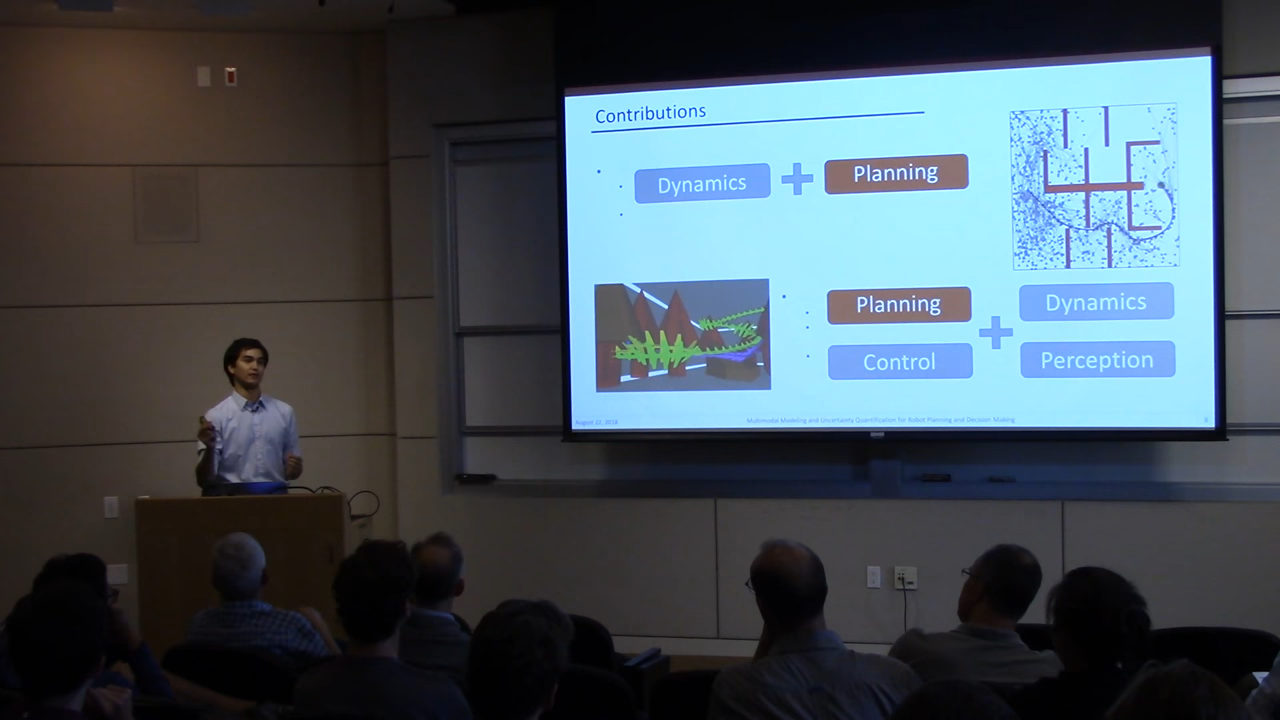 Contributions
Dynamics + Planning
Planning
Dynamics
+
Control
Perception
August 22, 2018
Multimodal Modeling and Uncertainty Quantification for Robot Planning and Decision Making